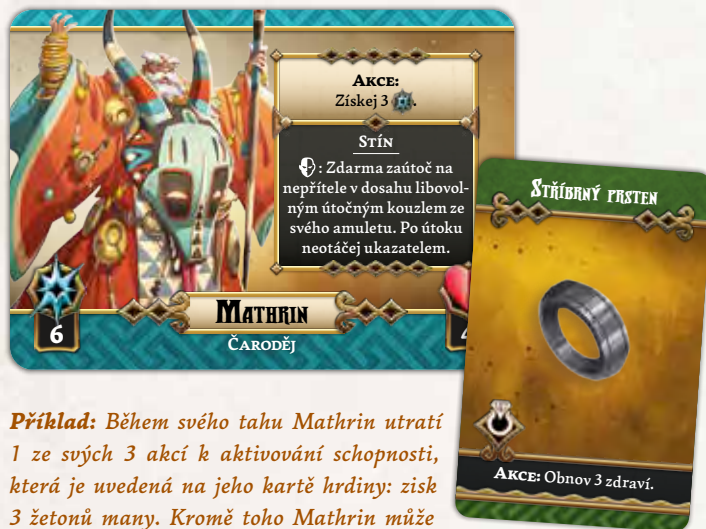 AKCE:
Získej 3 .
STÍN
: Zdarma zaútoč na
nepřítele v dosahu libovol-
ným útočným kouzlem ze
svého amuletu. Po útoku
neotáčej ukazatelem.
6
MATHRIN
ČARODĚJ
STŘÍBRNÝ PRSTEN
AKCE: Obnov 3 zdraví.
Příklad: Během svého tahu Mathrin utratí
1 ze svých 3 akcí k aktivování schopnosti,
která je uvedená na jeho kartě hrdiny: zisk
3 žetonů many. Kromě toho Mathrin může